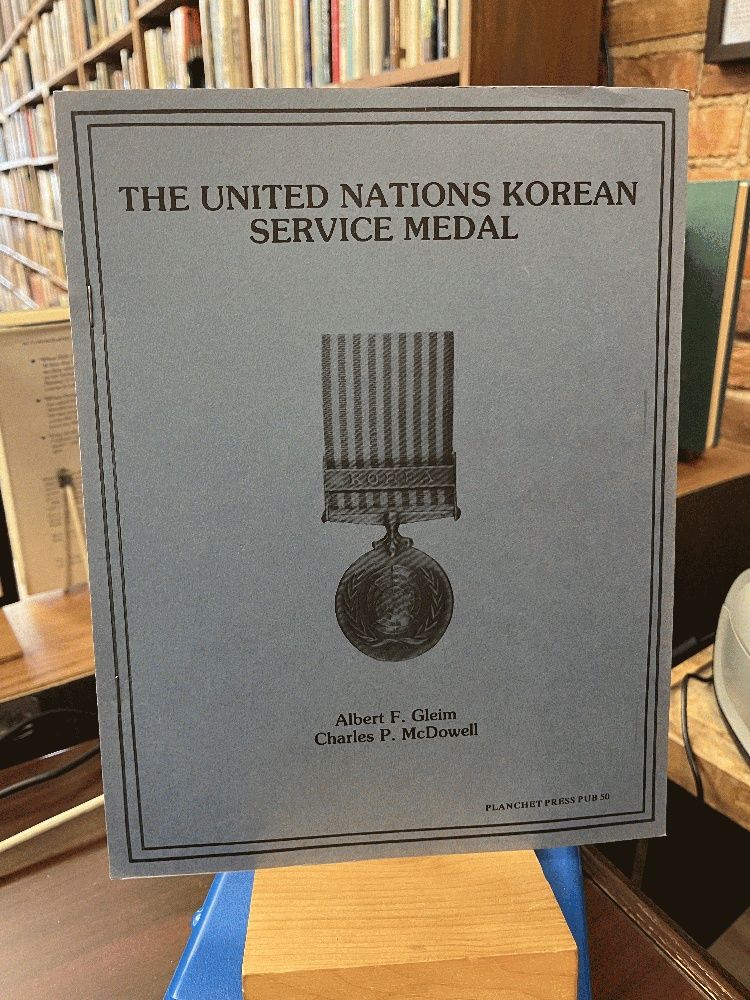 THE UNITED NATIONS KOREAN
SERVICE MEDAL
KOREA
Albert F. Gleim
Charles P. McDowell
PLANCHET PRESS PUB 50